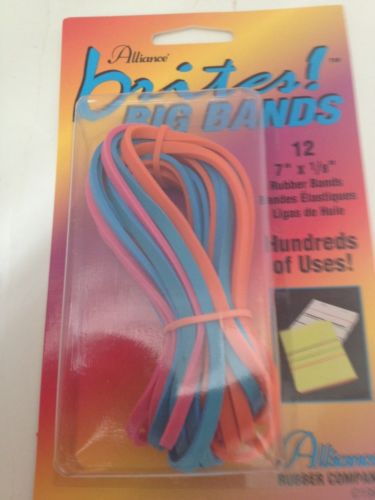 Alliance®
brites!™
BIG BANDS
12
7" x 1/8"
Rubber Bands
Bandes Élastiques
Ligas de Hule
Hundreds
of Uses!
Alliance
RUBBER COMPANY